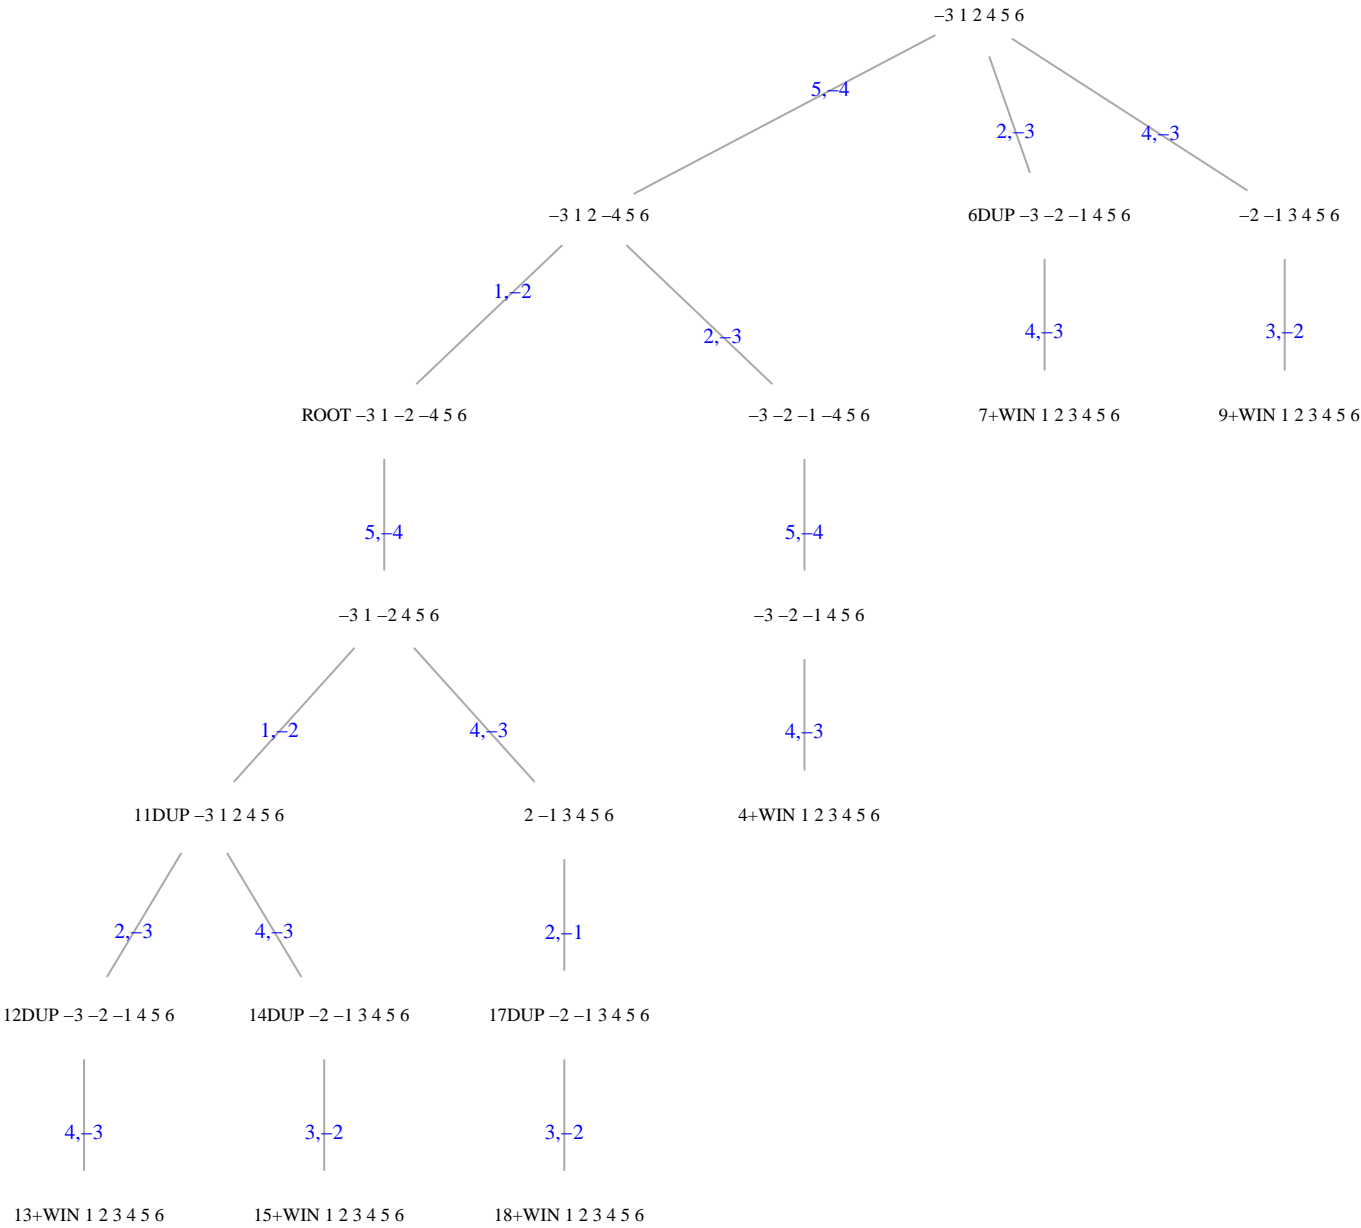 –3 1 2 4 5 6
5,–4
2,–3
4,–3
–3 1 2 –4 5 6
6DUP –3 –2 –1 4 5 6
–2 –1 3 4 5 6
1,–2
2,–3
4,–3
3,–2
ROOT –3 1 –2 –4 5 6
–3 –2 –1 –4 5 6
7+WIN 1 2 3 4 5 6
9+WIN 1 2 3 4 5 6
5,–4
5,–4
–3 1 –2 4 5 6
–3 –2 –1 4 5 6
1,–2
4,–3
4,–3
11DUP –3 1 2 4 5 6
2 –1 3 4 5 6
4+WIN 1 2 3 4 5 6
2,–3
4,–3
2,–1
12DUP –3 –2 –1 4 5 6
14DUP –2 –1 3 4 5 6
17DUP –2 –1 3 4 5 6
4,–3
3,–2
3,–2
13+WIN 1 2 3 4 5 6
15+WIN 1 2 3 4 5 6
18+WIN 1 2 3 4 5 6